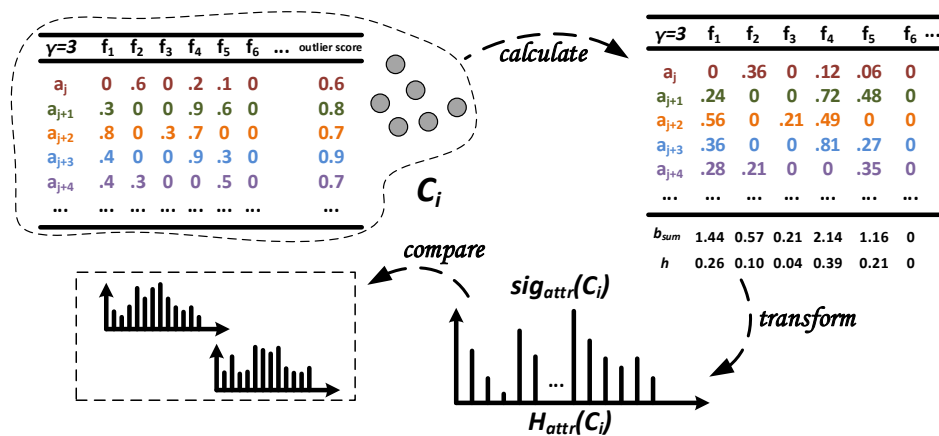 γ=3 f1 f2 f3 f4 f5 f6 ... outlier score
aj 0 .6 0 .2 .1 0 0.6
aj+1 .3 0 0 .9 .6 0 0.8
aj+2 .8 0 .3 .7 0 0 0.7
aj+3 .4 0 0 .9 .3 0 0.9
aj+4 .4 .3 0 0 .5 0 0.7
... ... ... ... ... ... ... ...
Ci
calculate
γ=3 f1 f2 f3 f4 f5 f6 ...
aj 0 .36 0 .12 .06 0
aj+1 .24 0 0 .72 .48 0
aj+2 .56 0 .21 .49 0 0
aj+3 .36 0 0 .81 .27 0
aj+4 .28 .21 0 0 .35 0
... ... ... ... ... ... ...
bsum 1.44 0.57 0.21 2.14 1.16 0
h 0.26 0.10 0.04 0.39 0.21 0
transform
sigattr(Ci)
...
Hattr(Ci)
compare